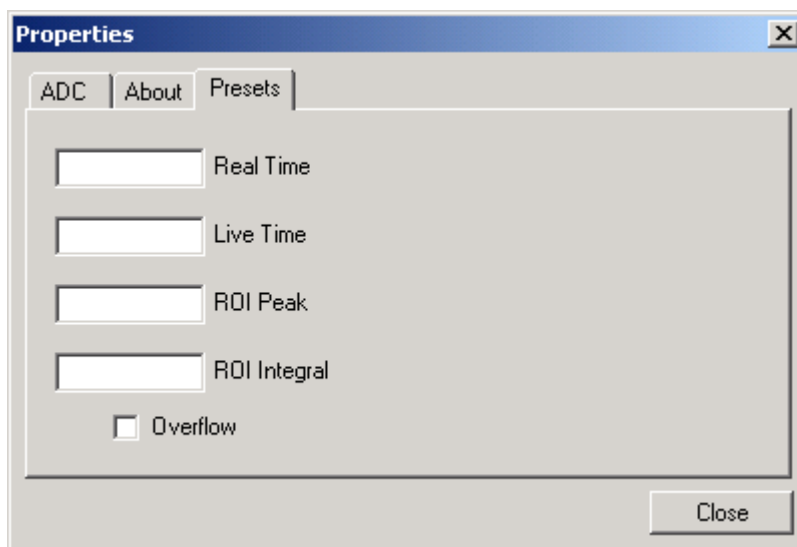 Properties
ADC About Presets
Real Time
Live Time
ROI Peak
ROI Integral
Overflow
Close